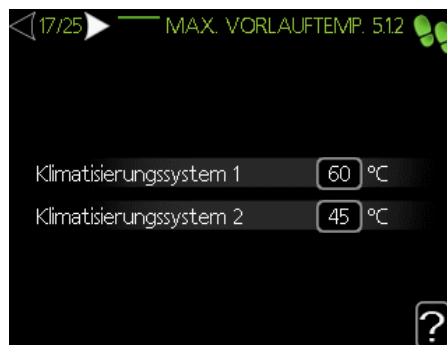 17/25 MAX. VORLAUFTEMP. 5.1.2
Klimatisierungssystem 1 60 °C
Klimatisierungssystem 2 45 °C
?